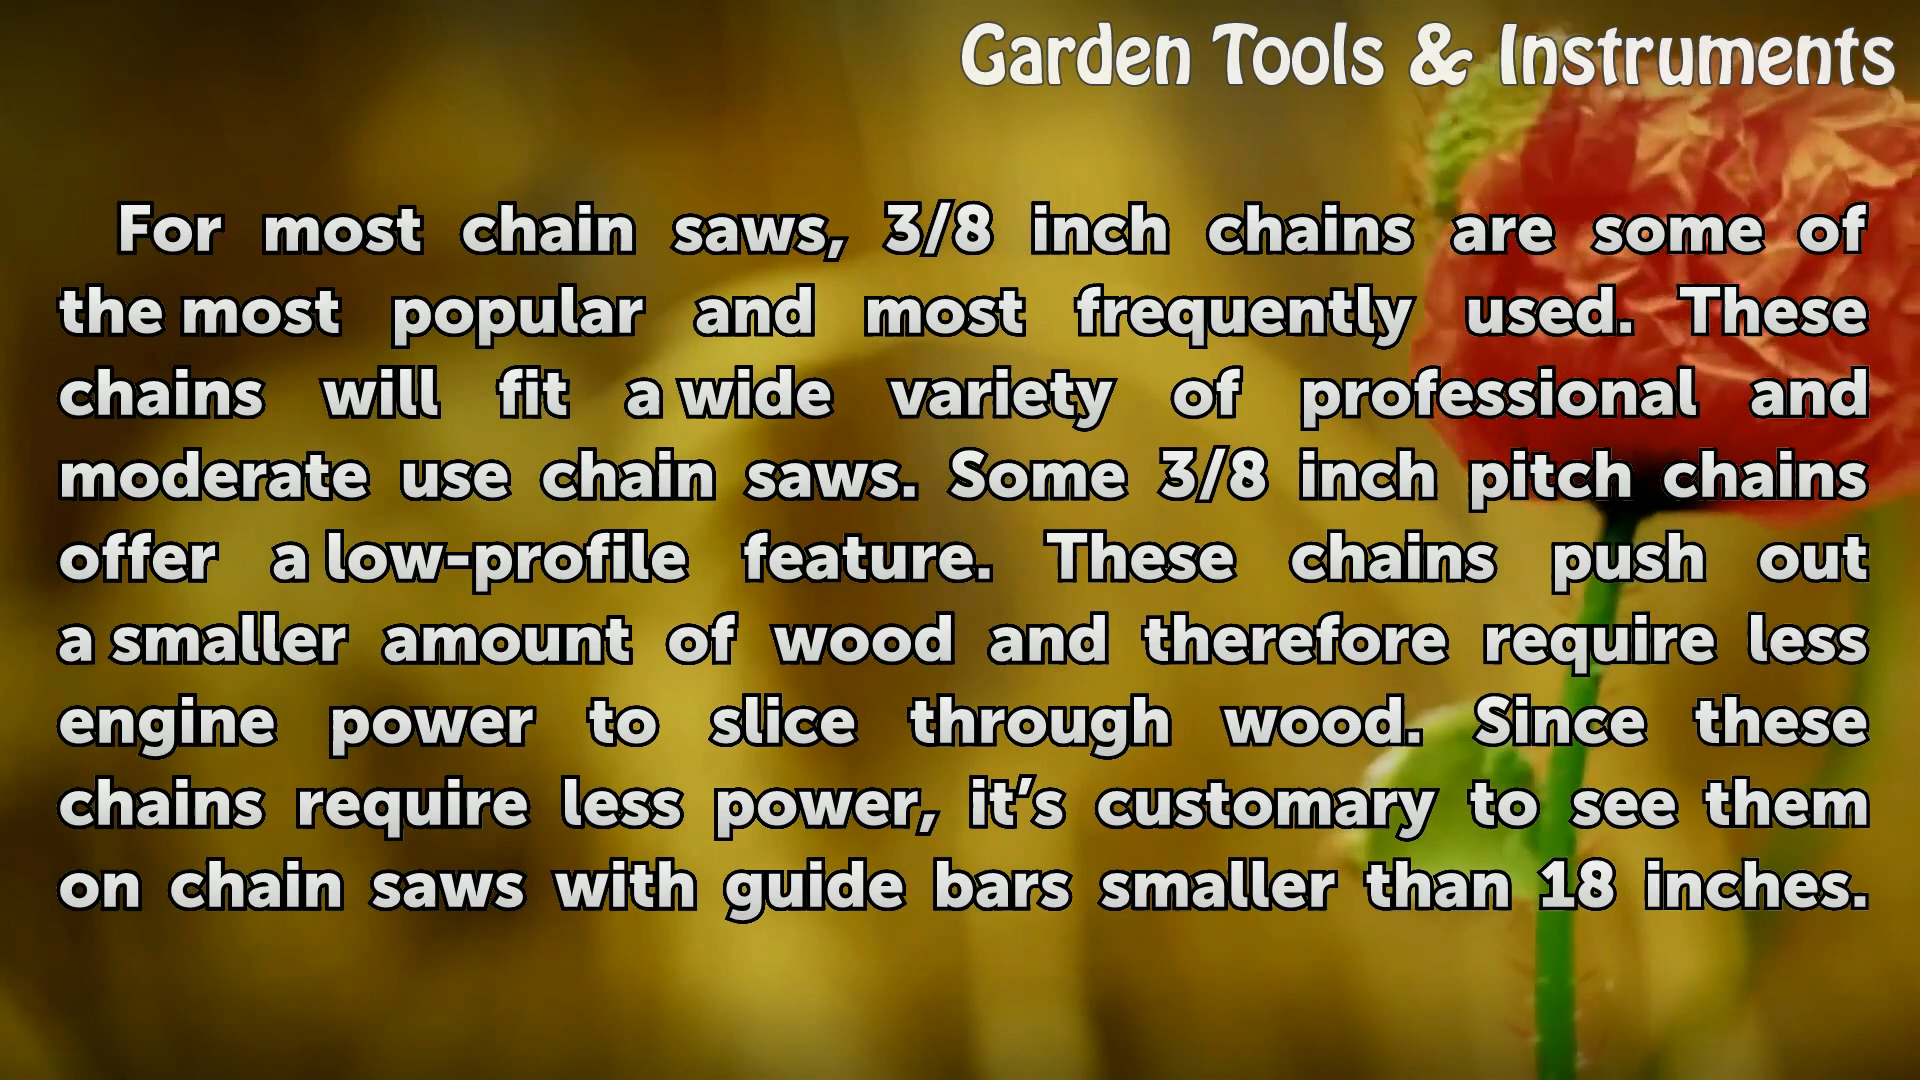 Garden Tools & Instruments
For most chain saws, 3/8 inch chains are some of
the most popular and most frequently used. These
chains will fit a wide variety of professional and
moderate use chain saws. Some 3/8 inch pitch chains
offer a low-profile feature. These chains push out
a smaller amount of wood and therefore require less
engine power to slice through wood. Since these
chains require less power, it’s customary to see them
on chain saws with guide bars smaller than 18 inches.